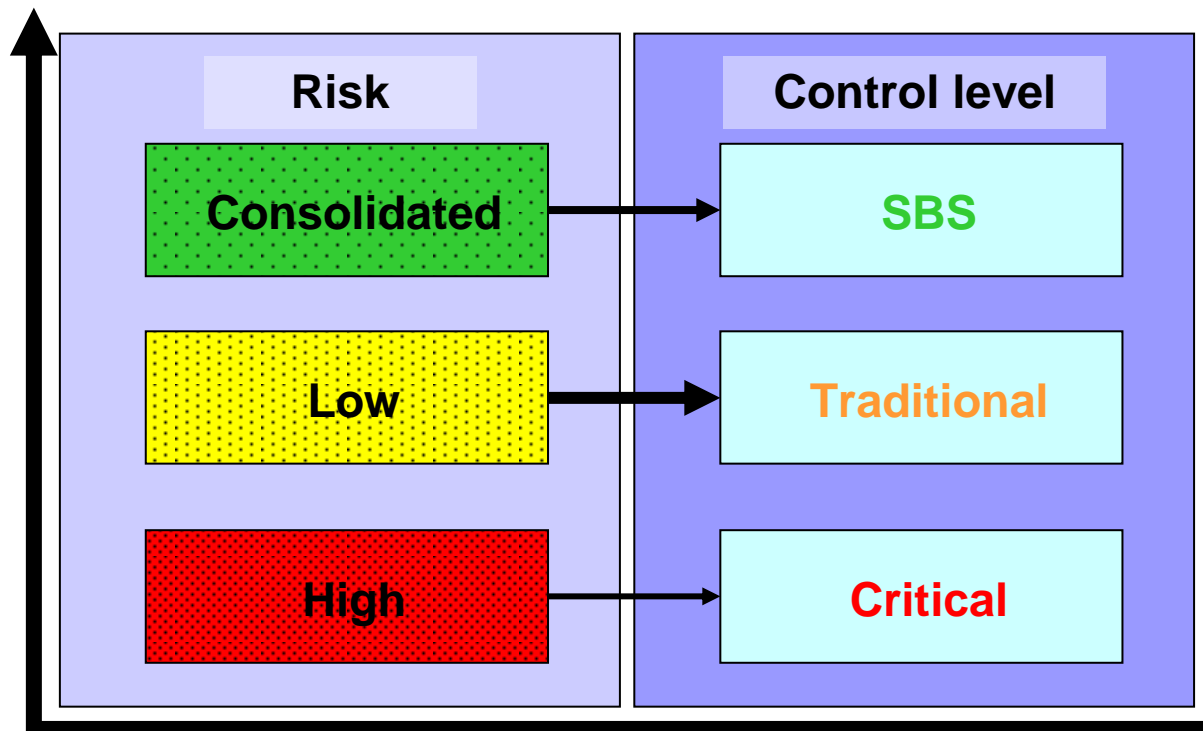 Risk
Control level
Consolidated
SBS
Low
Traditional
High
Critical